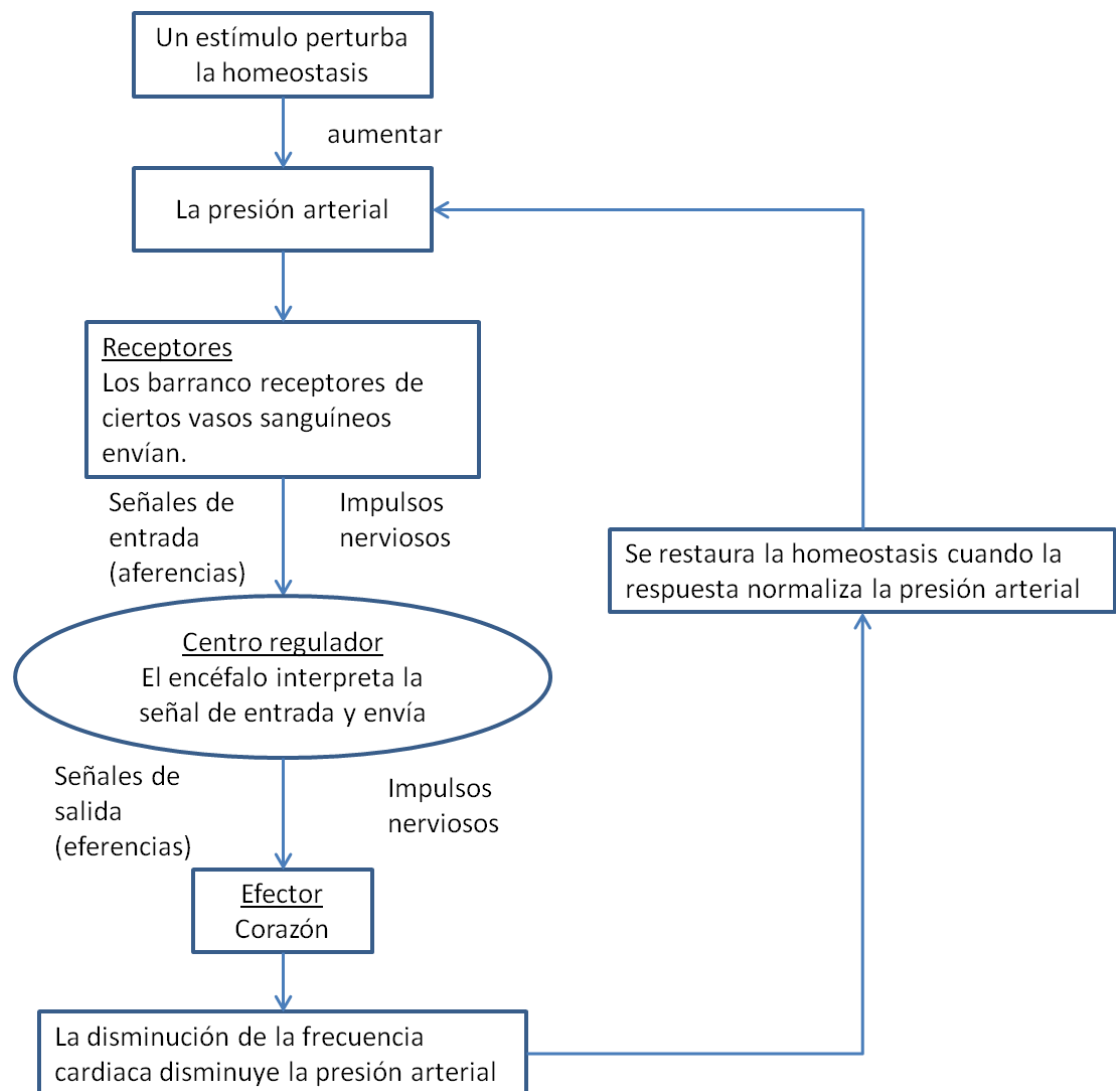 Un estímulo perturba
la homeostasis
aumentar
La presión arterial
Receptores
Los barranco receptores de
ciertos vasos sanguíneos
envían.
Señales de
entrada
(aferencias)
Impulsos
nerviosos
Se restaura la homeostasis cuando la
respuesta normaliza la presión arterial
Centro regulador
El encéfalo interpreta la
señal de entrada y envía
Señales de
salida
(eferencias)
Impulsos
nerviosos
Efector
Corazón
La disminución de la frecuencia
cardiaca disminuye la presión arterial